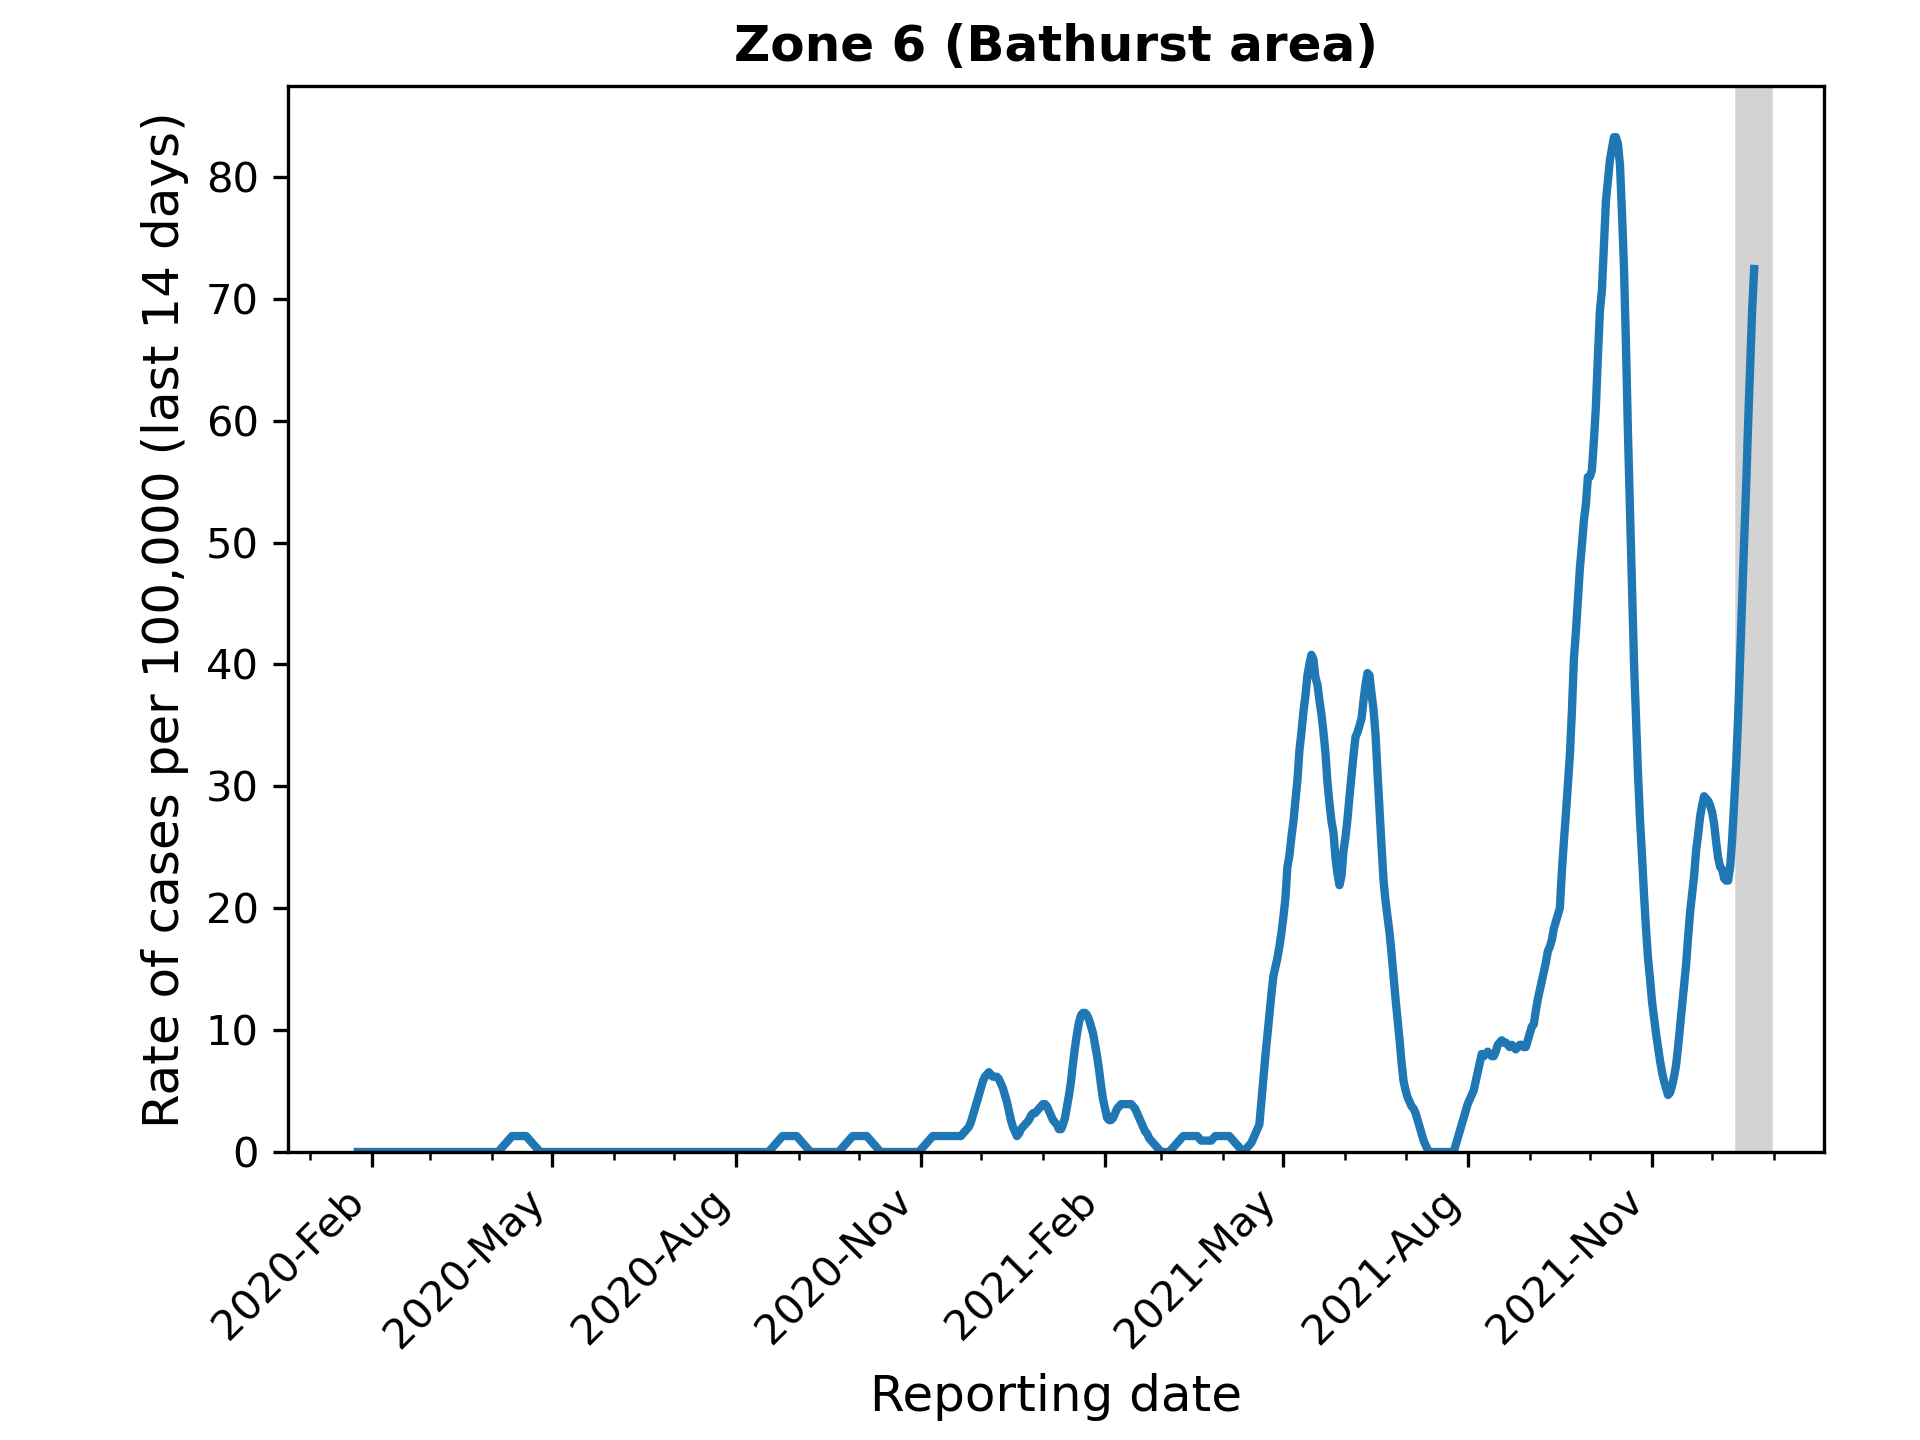 Zone 6 (Bathurst area)
Rate of cases per 100,000 (last 14 days)
80
70
60
50
40
30
20
10
0
2020-Feb
2020-May
2020-Aug
2020-Nov
2021-Feb
2021-May
2021-Aug
2021-Nov
Reporting date